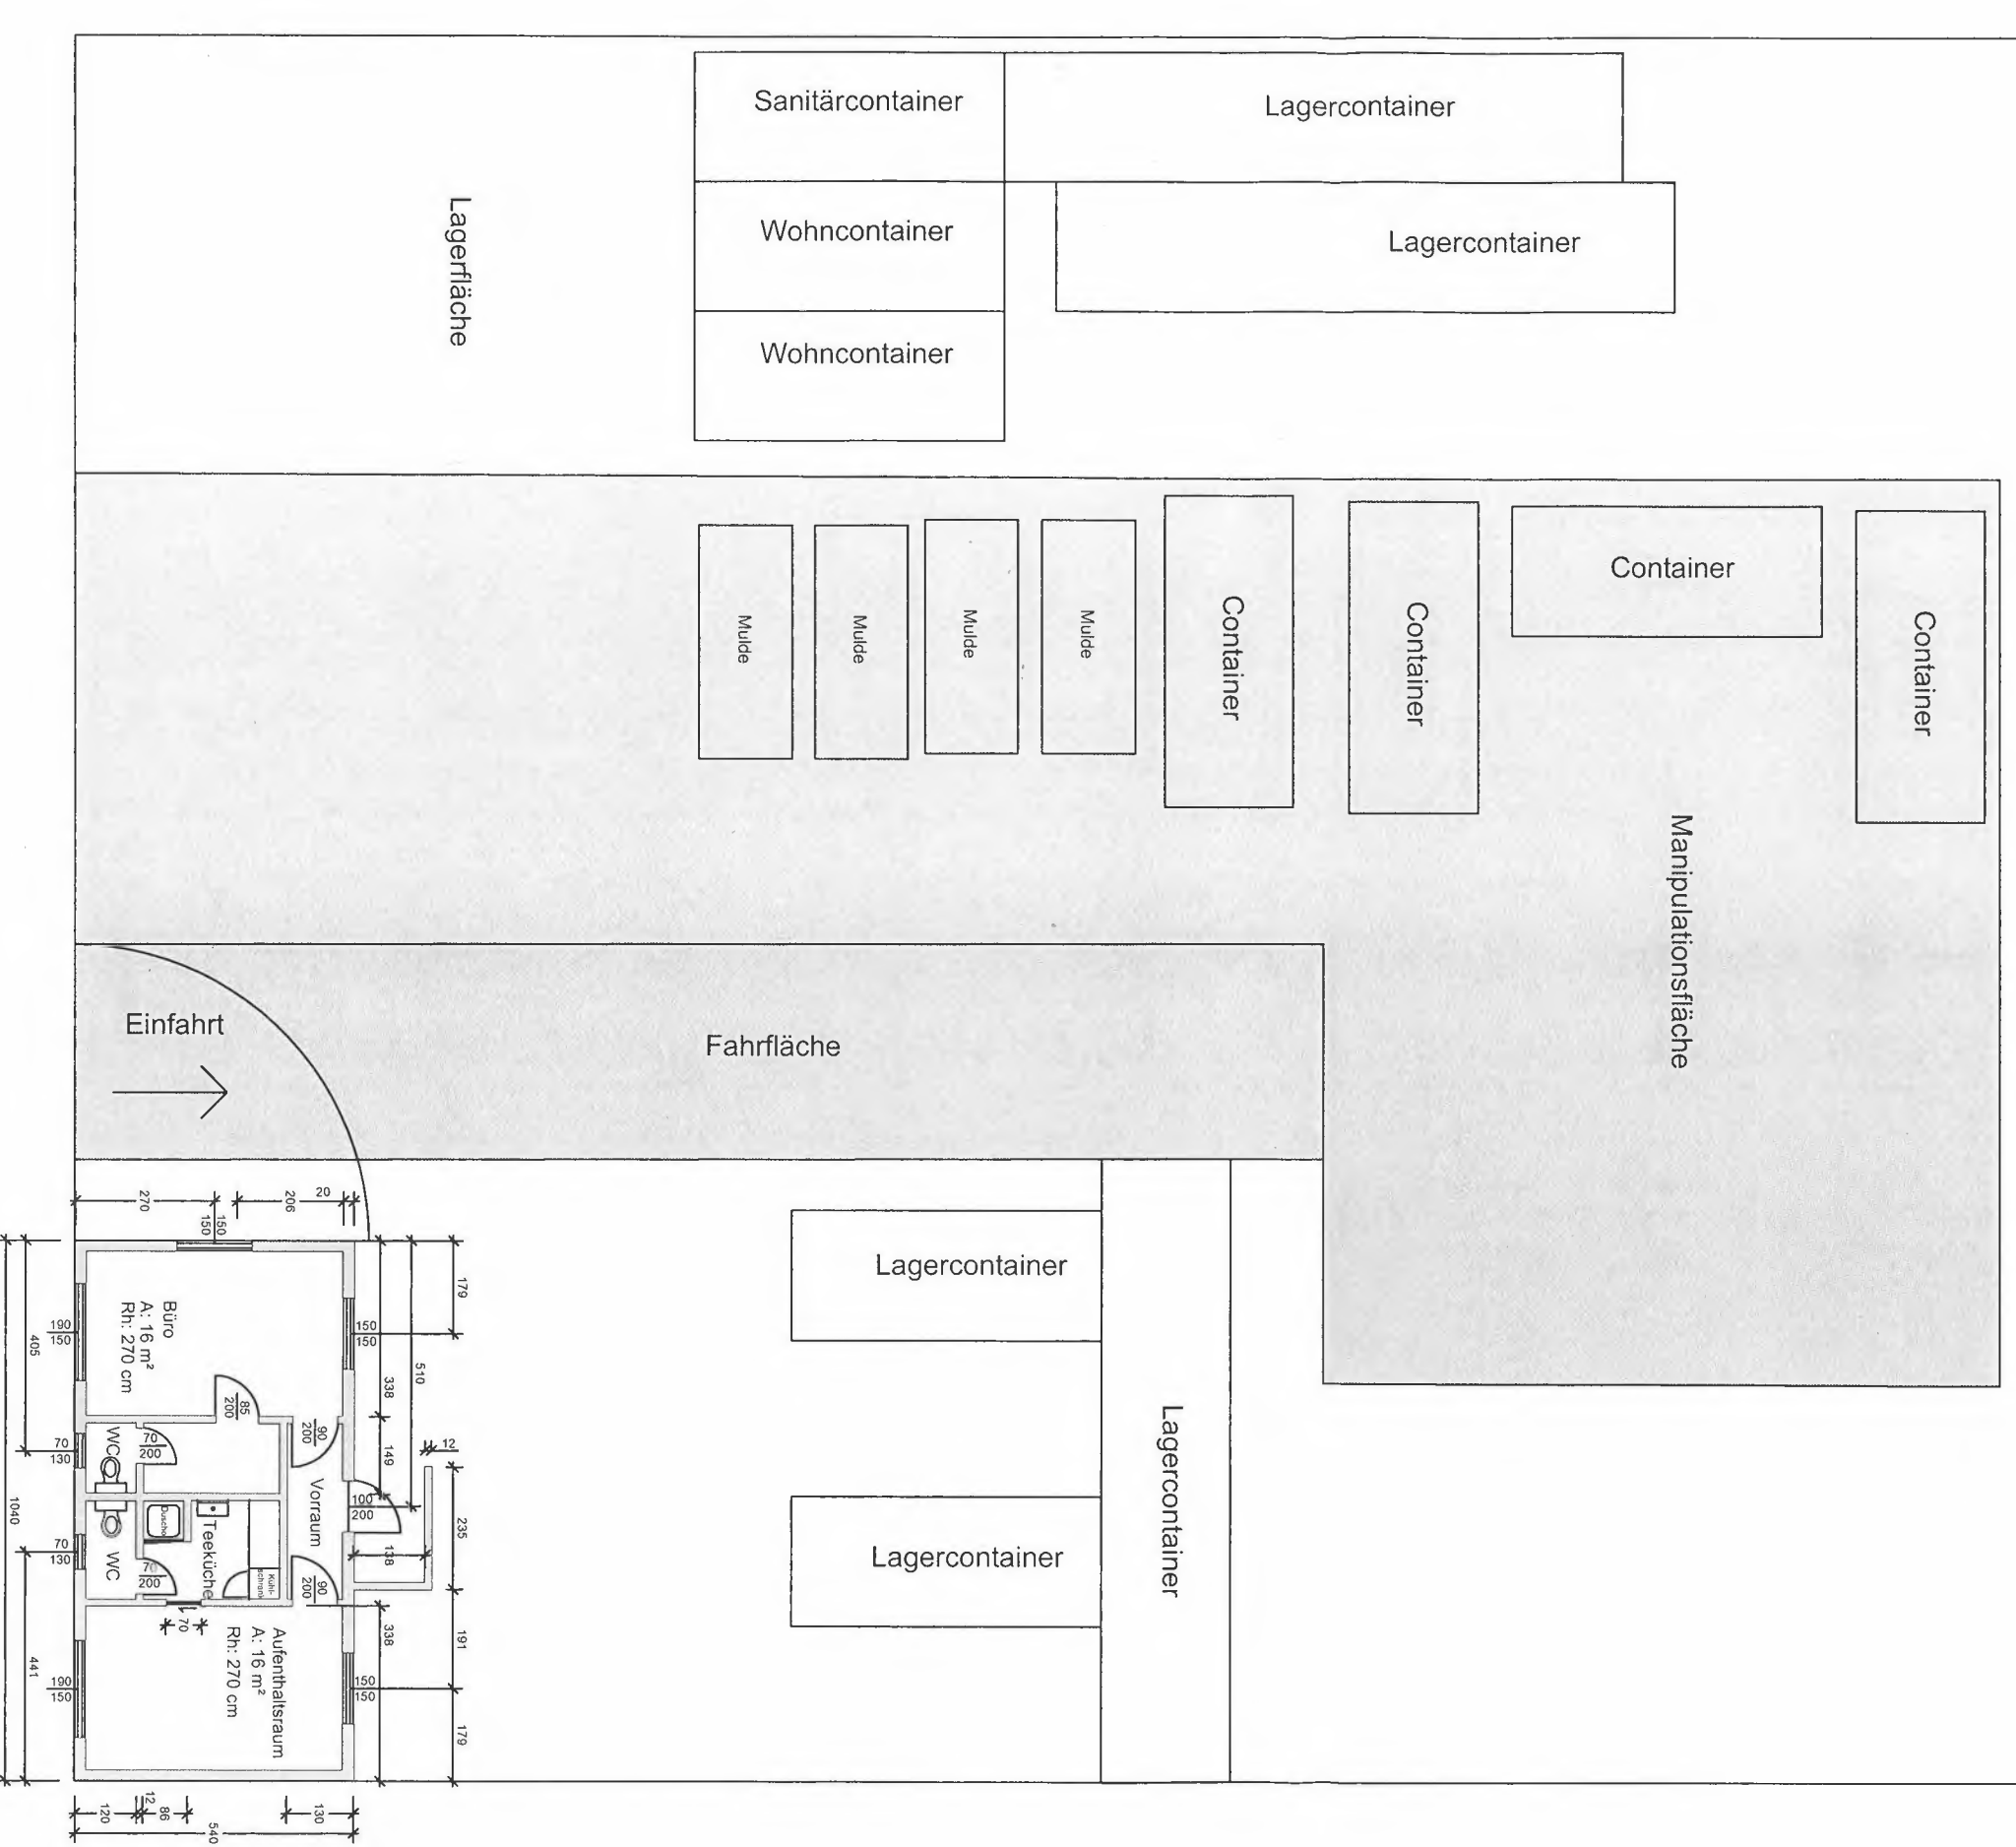 Sanitärcontainer
Lagercontainer
Wohncontainer
Lagercontainer
Wohncontainer
Lagerfläche
Mulde
Mulde
Mulde
Mulde
Container
Container
Container
Container
Manipulationsfläche
Einfahrt
Fahrfläche
Lagercontainer
Lagercontainer
Lagercontainer
270
206
20
150
150
179
510
338
149
12
235
138
191
179
338
150
150
100
200
150
150
Büro
A: 16 m²
Rh: 270 cm
85
200
90
200
Vorraum
90
200
WC
70
200
WC
70
200
Dusche
Teeküche
Kühl-
schrank
70
Aufenthaltsraum
A: 16 m²
Rh: 270 cm
190
150
70
130
70
130
190
150
405
1040
441
120
12
86
130
540